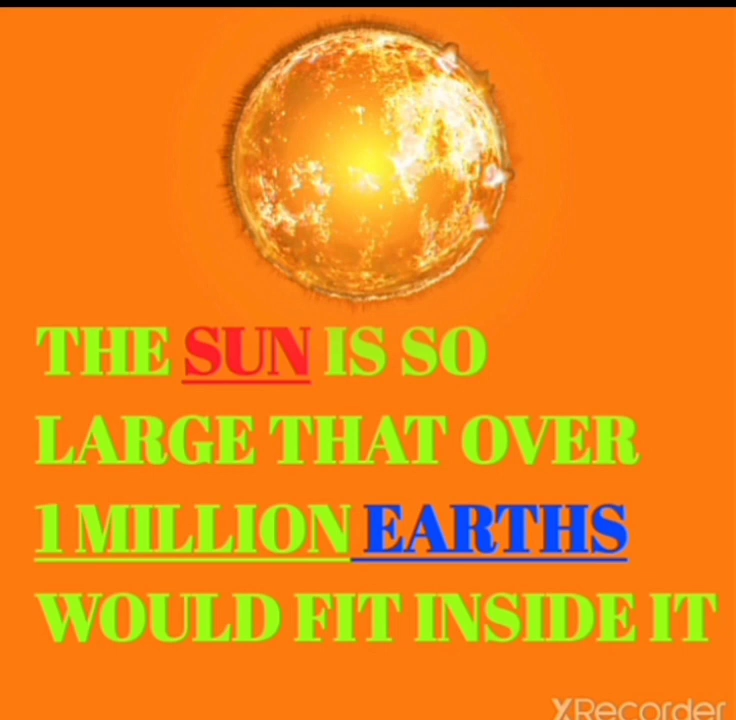 THE SUN IS SO
LARGE THAT OVER
1 MILLION EARTHS
WOULD FIT INSIDE IT
XRecorder